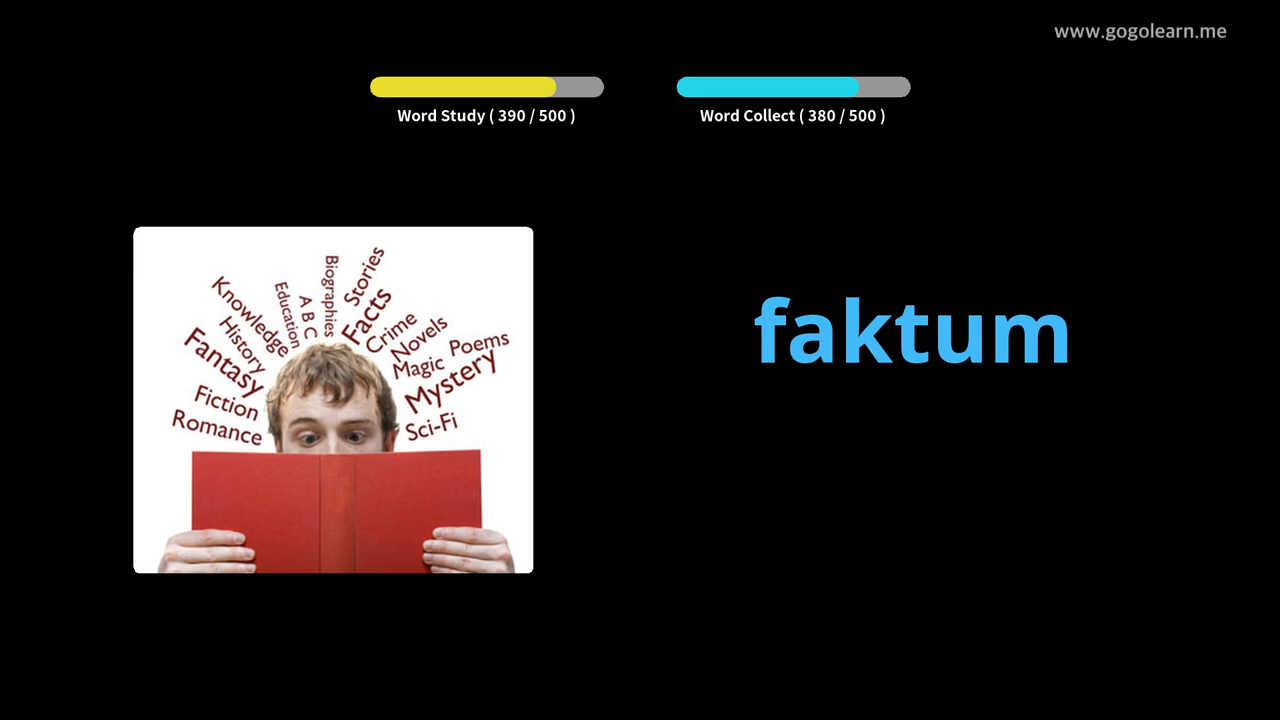 www.gogolearn.me
Word Study ( 390 / 500 )
Word Collect ( 380 / 500 )
faktum
Romance
Fiction
Fantasy
History
Knowledge
Education
A B C
Biographies
Stories
Facts
Crime
Novels
Magic
Poems
Mystery
Sci-Fi